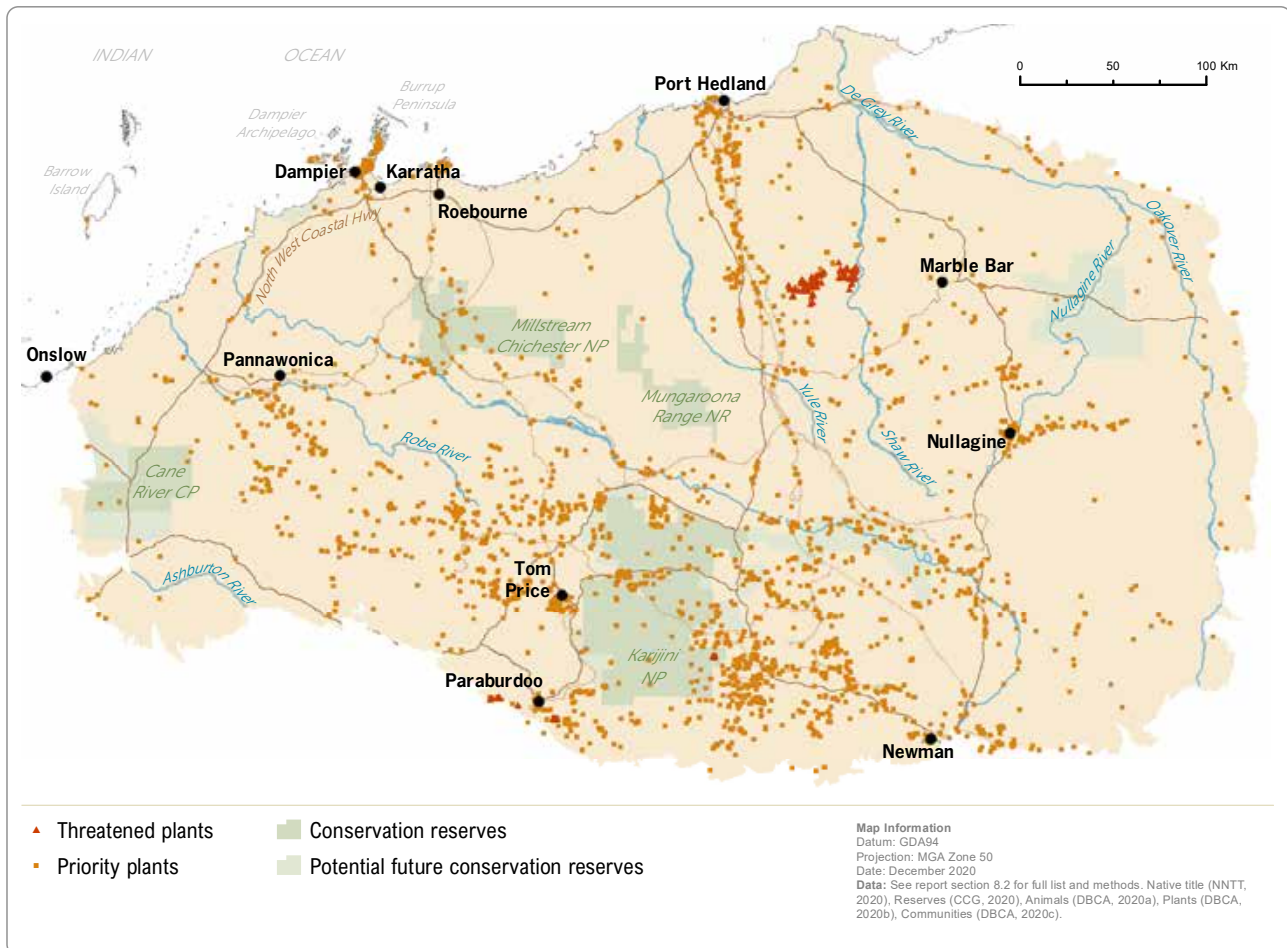 INDIAN
OCEAN
Burrup
Peninsula
Dampier
Archipelago
Barrow
Island
0 50 100 Km
Port Hedland
De Grey River
Dampier
Karratha
Roebourne
North West Coastal Hwy
Oakover River
Marble Bar
Nullagine River
Millstream
Chichester NP
Onslow
Pannawonica
Mungaroona
Range NR
Yule River
Nullagine
Robe River
Shaw River
Cane
River CP
Ashburton River
Tom
Price
Karijini
NP
Paraburdoo
Newman
Threatened plants
Priority plants
Conservation reserves
Potential future conservation reserves
Map Information
Datum: GDA94
Projection: MGA Zone 50
Date: December 2020
Data: See report section 8.2 for full list and methods. Native title (NNTT,
2020), Reserves (CCG, 2020), Animals (DBCA, 2020a), Plants (DBCA,
2020b), Communities (DBCA, 2020c).